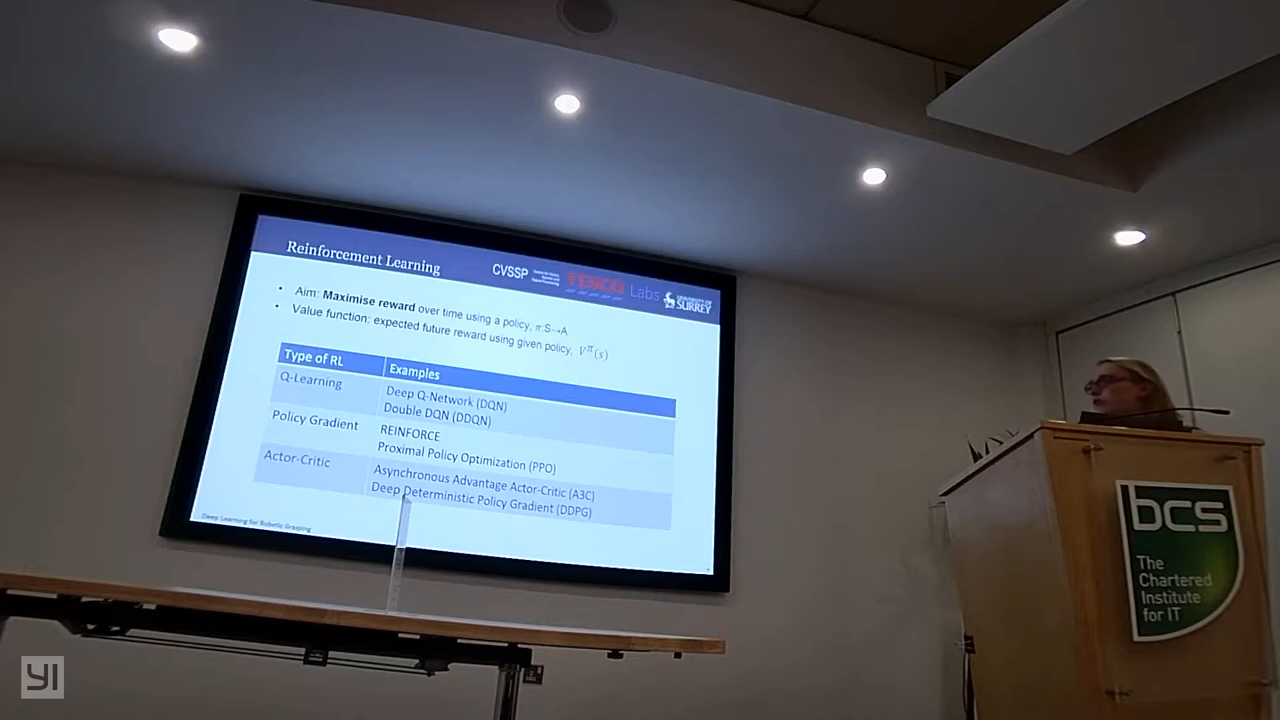 Reinforcement Learning
CVSSP
TESCO Labs
UNIVERSITY OF
SURREY
• Aim: Maximise reward over time using a policy, π:S→A
• Value function: expected future reward using given policy, V^π(s)
Type of RL Examples
Q-Learning Deep Q-Network (DQN)
Double DQN (DDQN)
Policy Gradient REINFORCE
Proximal Policy Optimization (PPO)
Actor-Critic Asynchronous Advantage Actor-Critic (A3C)
Deep Deterministic Policy Gradient (DDPG)
Deep Learning for Robotic Grasping
bcs
The
Chartered
Institute
for IT
YI